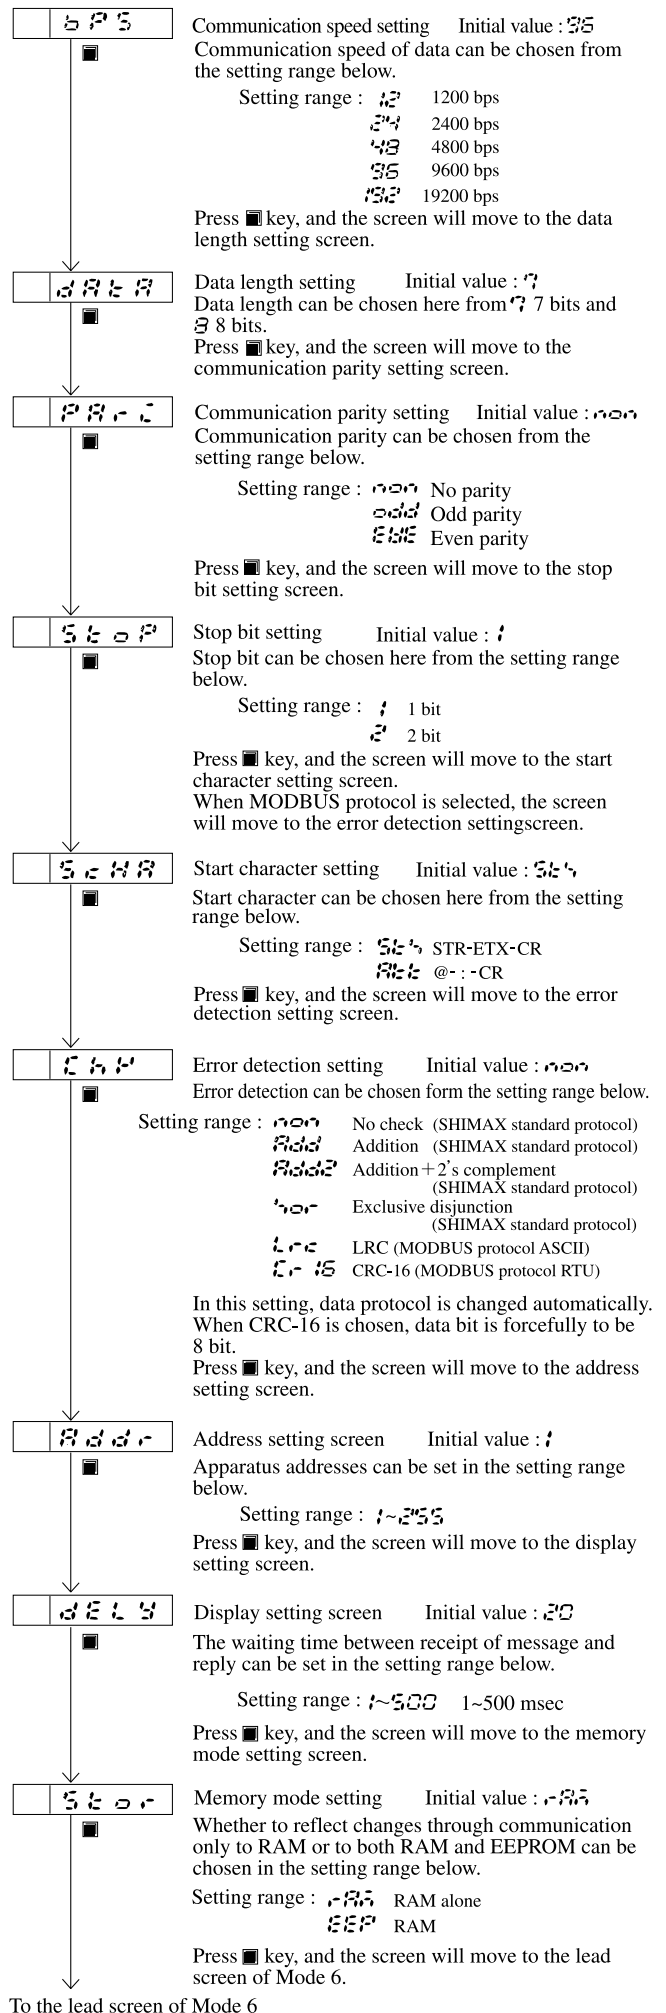 bPS
Communication speed setting Initial value : 96
Communication speed of data can be chosen from
the setting range below.
Setting range : 12 1200 bps
24 2400 bps
48 4800 bps
96 9600 bps
192 19200 bps
Press key, and the screen will move to the data
length setting screen.
dAtA
Data length setting Initial value : 7
Data length can be chosen here from 7 7 bits and
8 8 bits.
Press key, and the screen will move to the
communication parity setting screen.
PAri
Communication parity setting Initial value : non
Communication parity can be chosen from the
setting range below.
Setting range : non No parity
odd Odd parity
EVE Even parity
Press key, and the screen will move to the stop
bit setting screen.
StoP
Stop bit setting Initial value : 1
Stop bit can be chosen here from the setting range
below.
Setting range : 1 1 bit
2 2 bit
Press key, and the screen will move to the start
character setting screen.
When MODBUS protocol is selected, the screen
will move to the error detection settingscreen.
ScHA
Start character setting Initial value : Stx
Start character can be chosen here from the setting
range below.
Setting range : Stx STR-ETX-CR
Att @- : -CR
Press key, and the screen will move to the error
detection setting screen.
Chk
Error detection setting Initial value : non
Error detection can be chosen form the setting range below.
Setting range : non No check (SHIMAX standard protocol)
Add Addition (SHIMAX standard protocol)
Add2 Addition+2's complement
(SHIMAX standard protocol)
xor Exclusive disjunction
(SHIMAX standard protocol)
Lrc LRC (MODBUS protocol ASCII)
Cr 16 CRC-16 (MODBUS protocol RTU)
In this setting, data protocol is changed automatically.
When CRC-16 is chosen, data bit is forcefully to be
8 bit.
Press key, and the screen will move to the address
setting screen.
Addr
Address setting screen Initial value : 1
Apparatus addresses can be set in the setting range
below.
Setting range : 1~255
Press key, and the screen will move to the display
setting screen.
dELY
Display setting screen Initial value : 20
The waiting time between receipt of message and
reply can be set in the setting range below.
Setting range : 1~500 1~500 msec
Press key, and the screen will move to the memory
mode setting screen.
Stor
Memory mode setting Initial value : rAm
Whether to reflect changes through communication
only to RAM or to both RAM and EEPROM can be
chosen in the setting range below.
Setting range : rAm RAM alone
EEP RAM
Press key, and the screen will move to the lead
screen of Mode 6.
To the lead screen of Mode 6